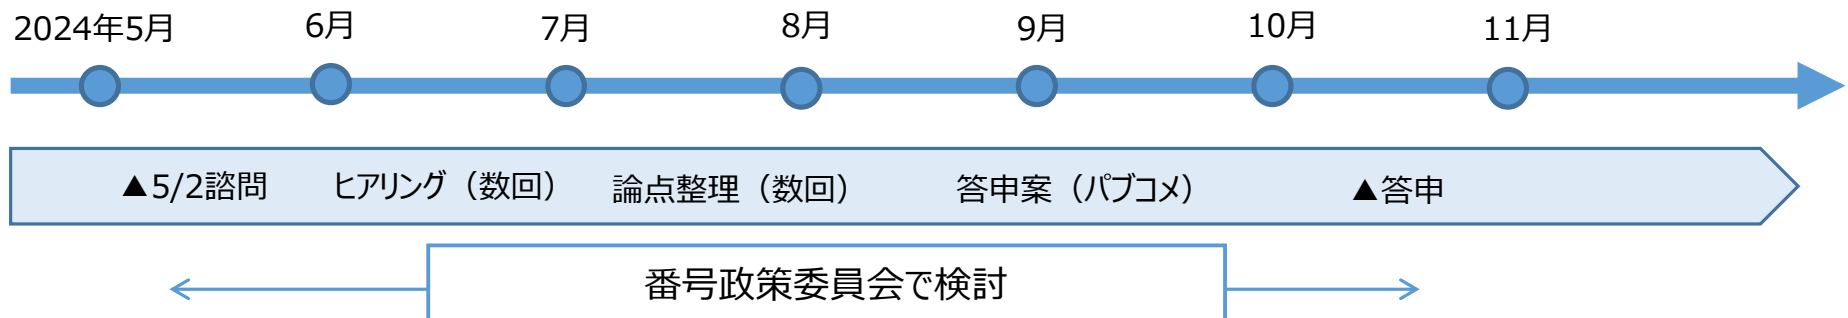 2024年5月 6月 7月 8月 9月 10月 11月
▲5/2諮問 ヒアリング（数回） 論点整理（数回） 答申案（パブコメ） ▲答申
番号政策委員会で検討